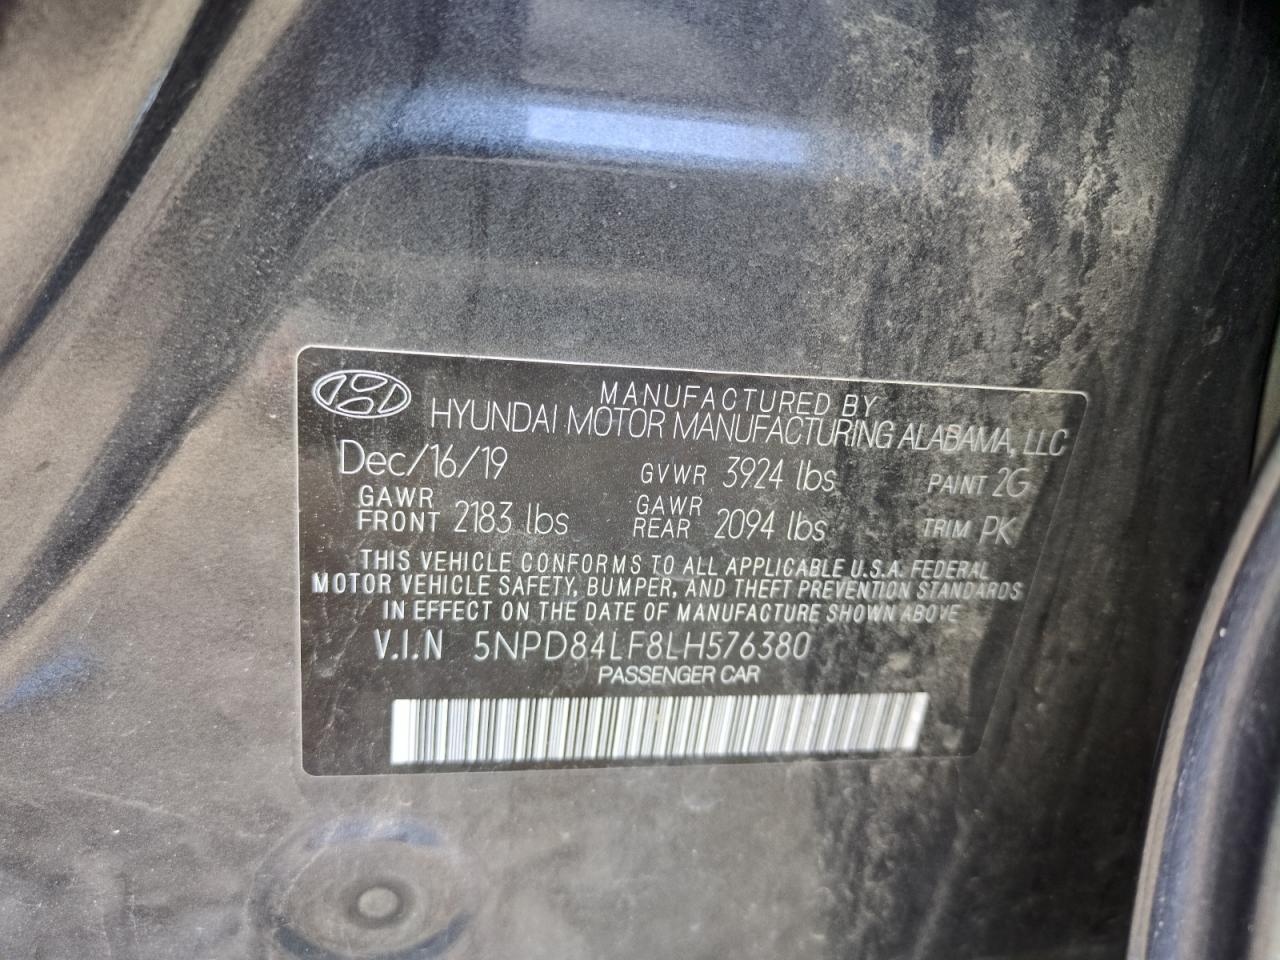 MANUFACTURED BY
HYUNDAI MOTOR MANUFACTURING ALABAMA, LLC
Dec/16/19 GVWR 3924 lbs PAINT 2G
GAWR FRONT 2183 lbs GAWR REAR 2094 lbs TRIM PK
THIS VEHICLE CONFORMS TO ALL APPLICABLE U.S.A. FEDERAL
MOTOR VEHICLE SAFETY, BUMPER, AND THEFT PREVENTION STANDARDS
IN EFFECT ON THE DATE OF MANUFACTURE SHOWN ABOVE
V.I.N 5NPD84LF8LH576380
PASSENGER CAR